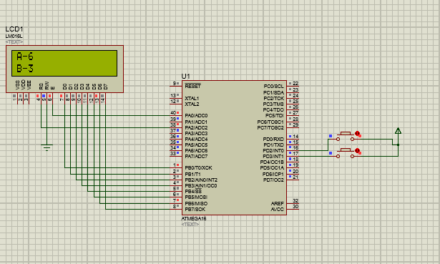 LCD1
LM016L
<TEXT>
A-6
B-3
U1
RESET
XTAL1
XTAL2
PA0/ADC0
PA1/ADC1
PA2/ADC2
PA3/ADC3
PA4/ADC4
PA5/ADC5
PA6/ADC6
PA7/ADC7
PB0/T0/XCK
PB1/T1
PB2/AIN0/INT2
PB3/AIN1/OC0
PB4/SS
PB5/MOSI
PB6/MISO
PB7/SCK
PC0/SCL
PC1/SDA
PC2/TCK
PC3/TMS
PC4/TDO
PC5/TDI
PC6/TOSC1
PC7/TOSC2
PD0/RXD
PD1/TXD
PD2/INT0
PD3/INT1
PD4/OC1B
PD5/OC1A
PD6/ICP1
PD7/OC2
AREF
AVCC
ATMEGA16
<TEXT>